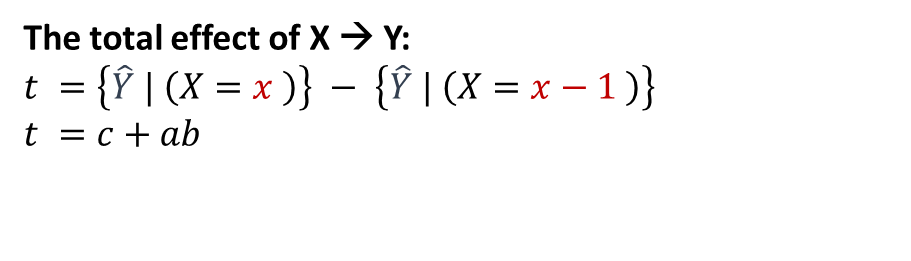 The total effect of X → Y:
t = {Ŷ | (X = x )} − {Ŷ | (X = x − 1 )}
t = c + ab